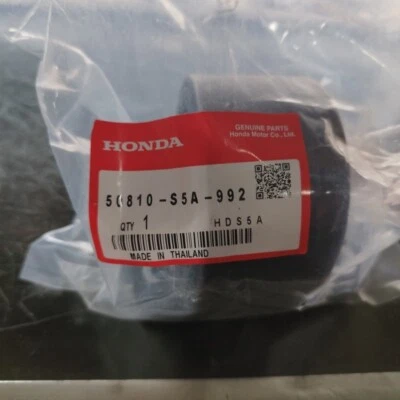 GENUINE PARTS
Honda Motor Co., Ltd.
HONDA
50810-S5A-992
QTY 1 HDS5A
MADE IN THAILAND